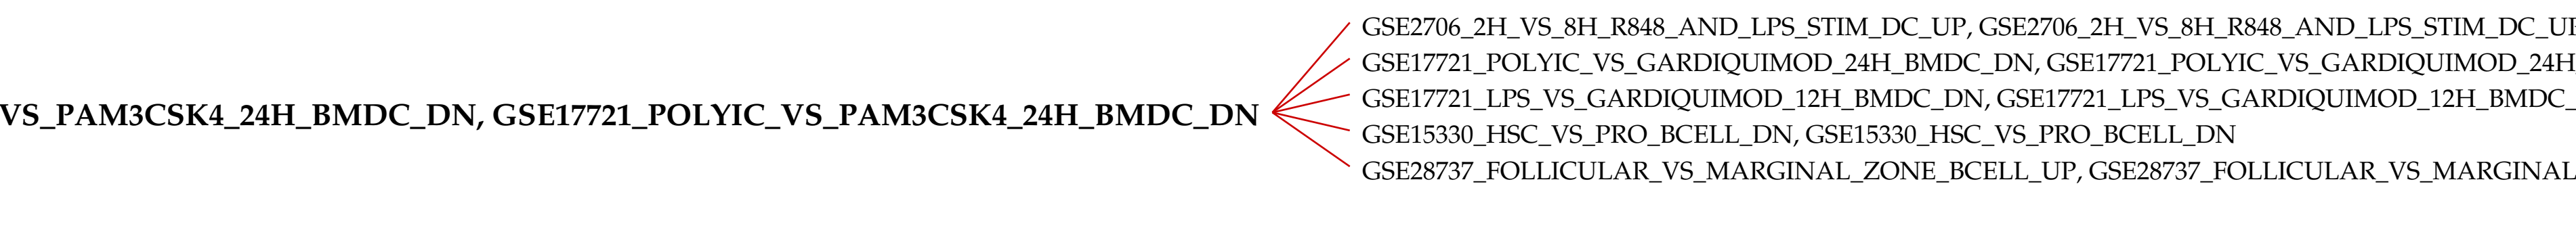 GSE2706_2H_VS_8H_R848_AND_LPS_STIM_DC_UP, GSE2706_2H_VS_8H_R848_AND_LPS_STIM_DC_UP
GSE17721_POLYIC_VS_GARDIQUIMOD_24H_BMDC_DN, GSE17721_POLYIC_VS_GARDIQUIMOD_24H
GSE17721_LPS_VS_GARDIQUIMOD_12H_BMDC_DN, GSE17721_LPS_VS_GARDIQUIMOD_12H_BMDC_
VS_PAM3CSK4_24H_BMDC_DN, GSE17721_POLYIC_VS_PAM3CSK4_24H_BMDC_DN
GSE15330_HSC_VS_PRO_BCELL_DN, GSE15330_HSC_VS_PRO_BCELL_DN
GSE28737_FOLLICULAR_VS_MARGINAL_ZONE_BCELL_UP, GSE28737_FOLLICULAR_VS_MARGINAL